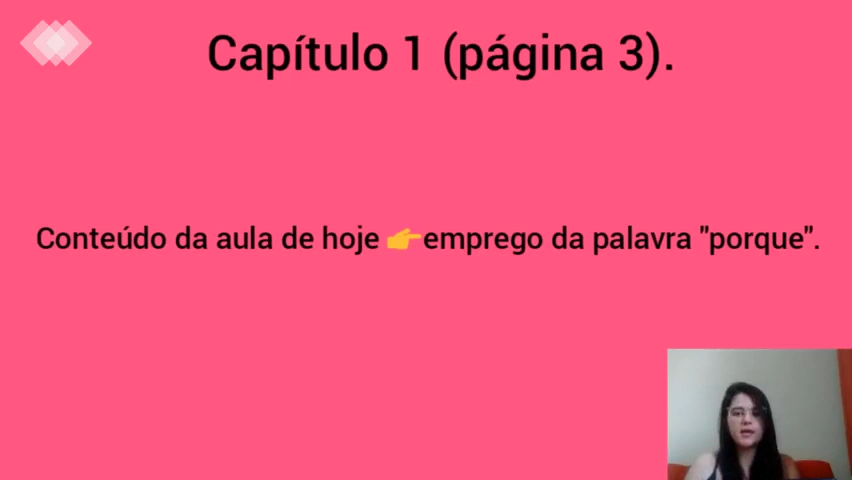 Capítulo 1 (página 3).
Conteúdo da aula de hoje 👉emprego da palavra "porque".